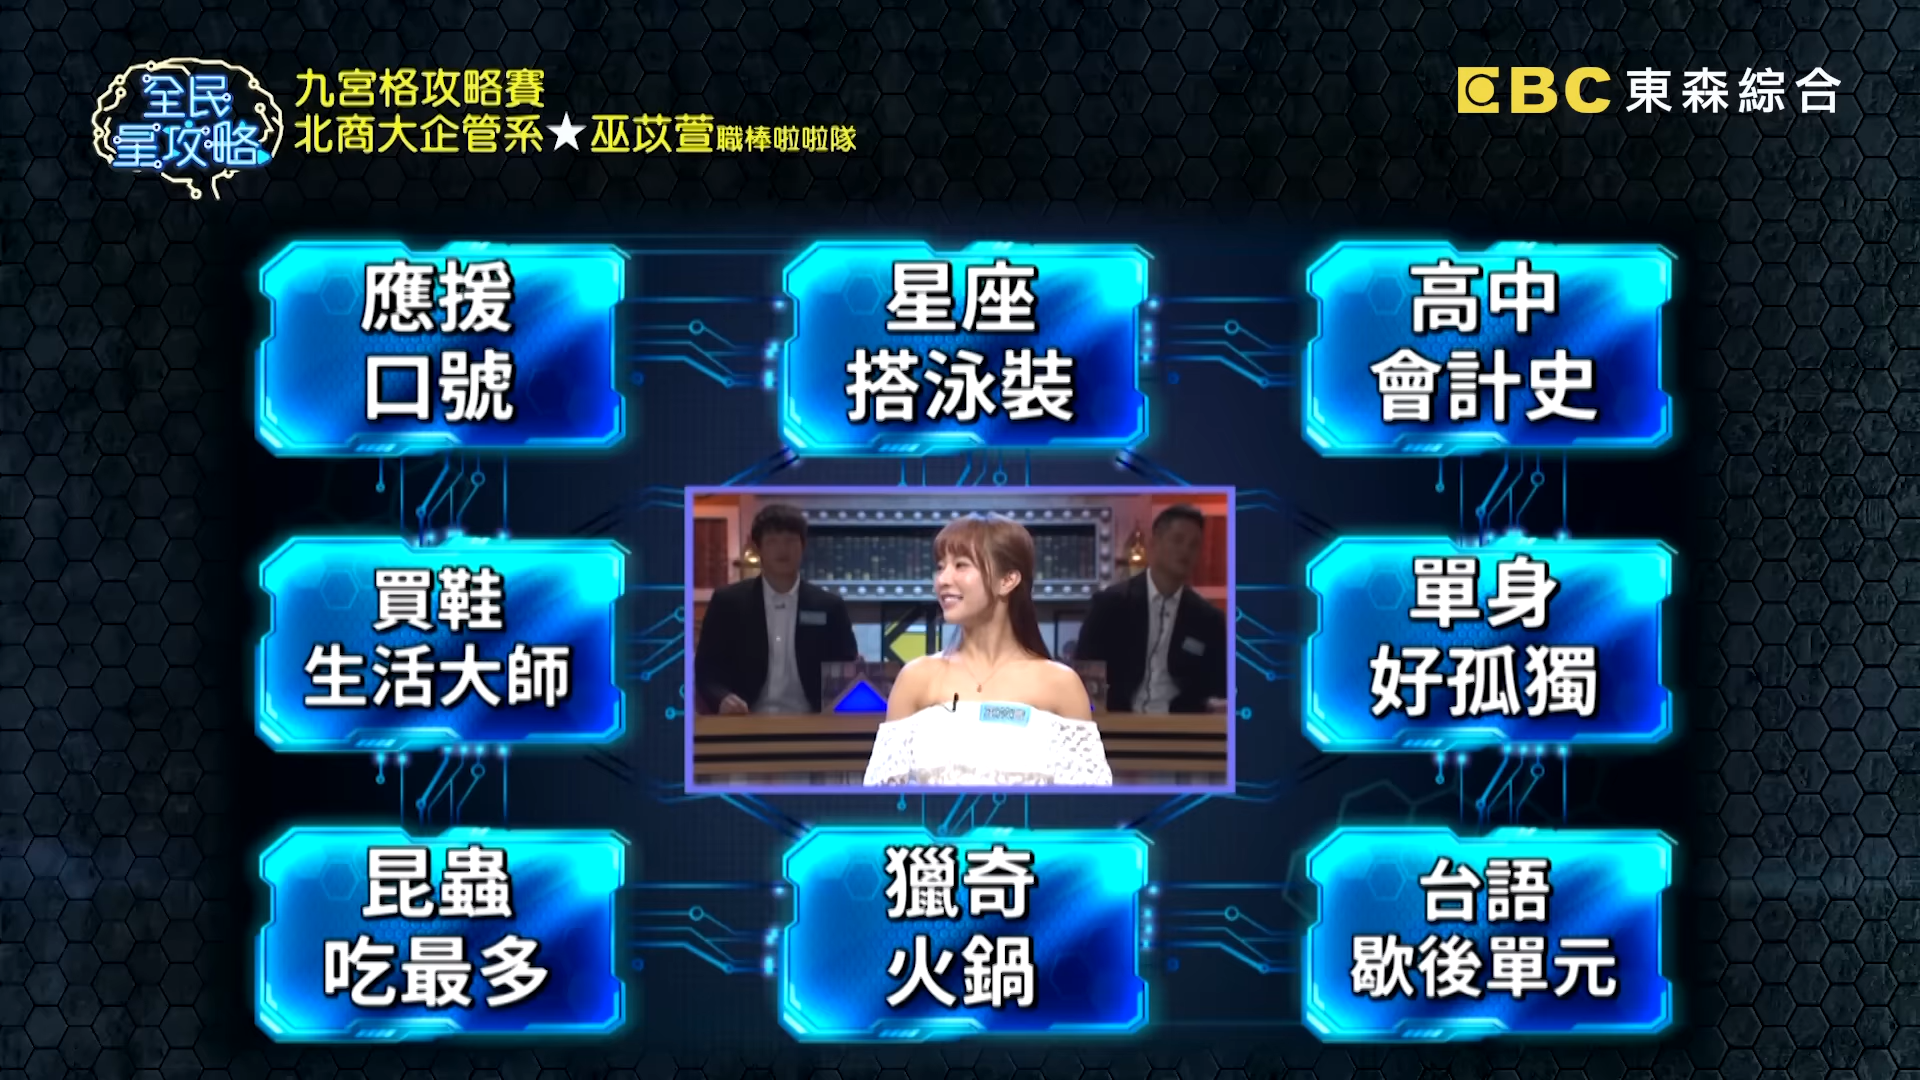 全民
星攻略
九宮格攻略賽
北商大企管系★巫苡萱職棒啦啦隊
EBC東森綜合
應援
口號
星座
搭泳裝
高中
會計史
買鞋
生活大師
單身
好孤獨
昆蟲
吃最多
獵奇
火鍋
台語
歇後單元